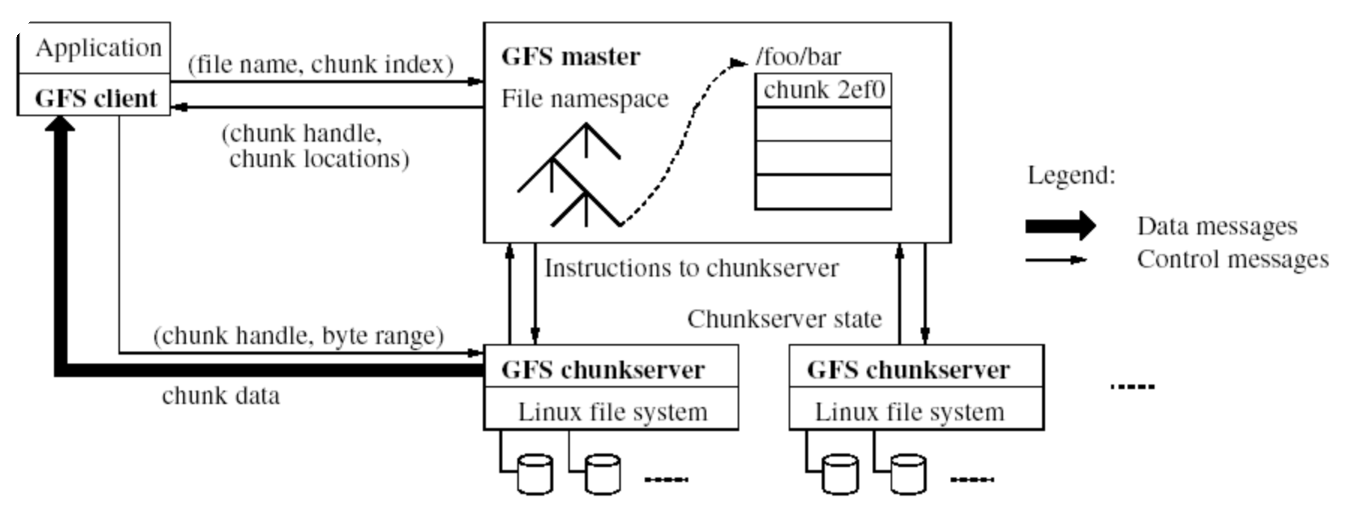 Application
GFS client
(file name, chunk index)
(chunk handle,
chunk locations)
GFS master
File namespace
/foo/bar
chunk 2ef0
Legend:
Data messages
Control messages
Instructions to chunkserver
Chunkserver state
(chunk handle, byte range)
chunk data
GFS chunkserver
Linux file system
GFS chunkserver
Linux file system